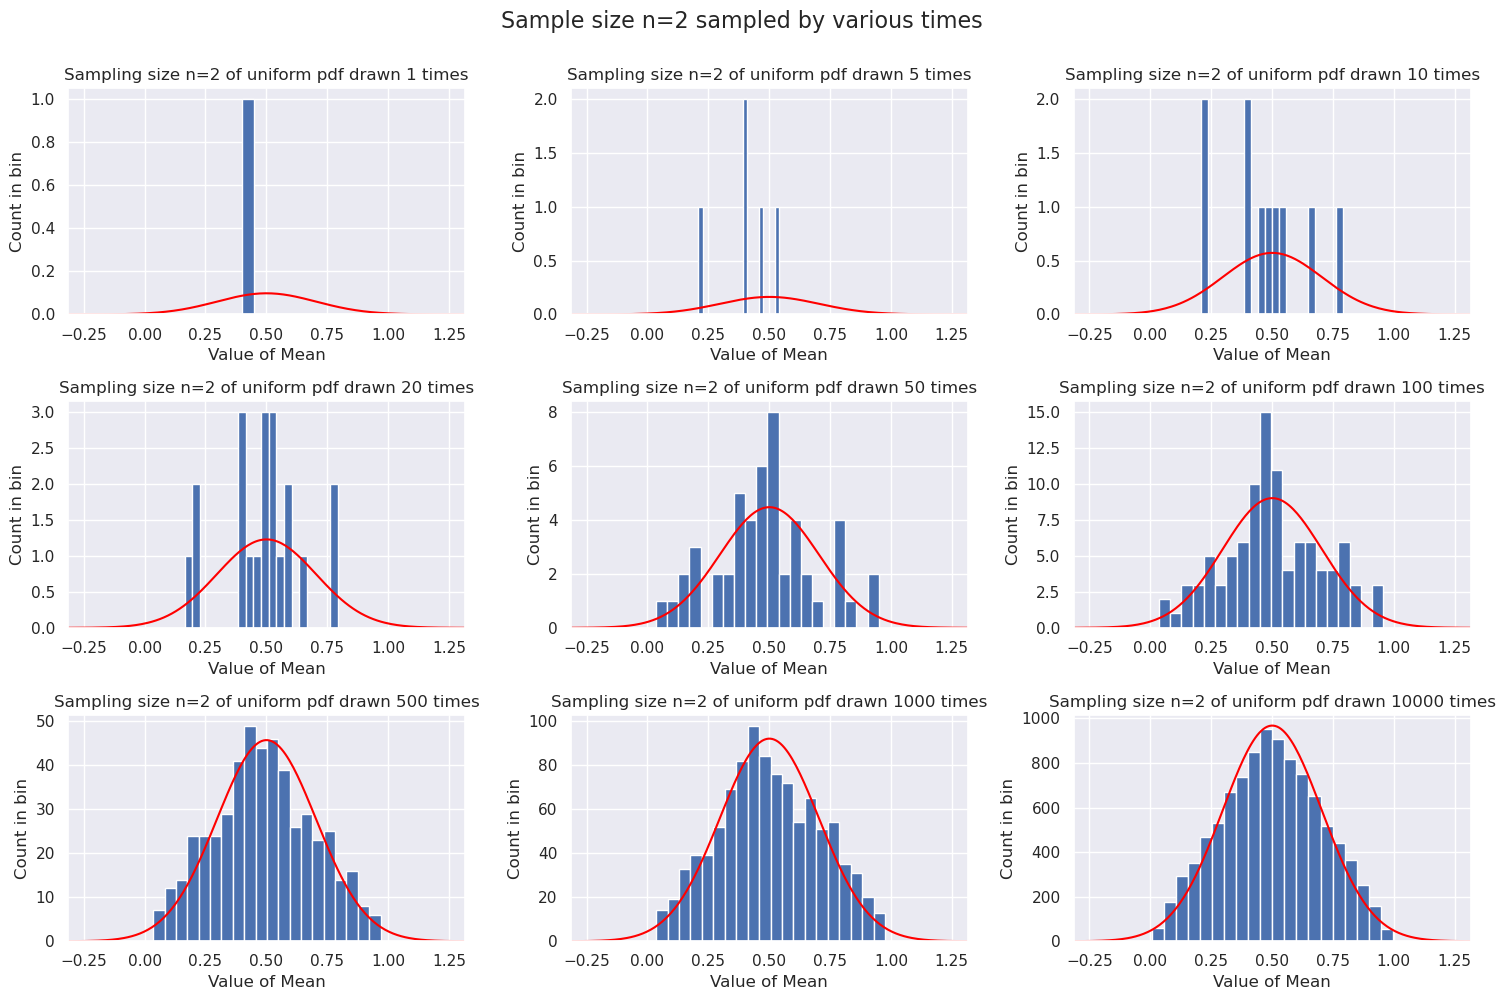 Sample size n=2 sampled by various times
Sampling size n=2 of uniform pdf drawn 1 times
1.0
0.8
0.6
0.4
0.2
0.0
Count in bin
−0.25 0.00 0.25 0.50 0.75 1.00 1.25
Value of Mean
Sampling size n=2 of uniform pdf drawn 5 times
2.0
1.5
1.0
0.5
0.0
Count in bin
−0.25 0.00 0.25 0.50 0.75 1.00 1.25
Value of Mean
Sampling size n=2 of uniform pdf drawn 10 times
2.0
1.5
1.0
0.5
0.0
Count in bin
−0.25 0.00 0.25 0.50 0.75 1.00 1.25
Value of Mean
Sampling size n=2 of uniform pdf drawn 20 times
3.0
2.5
2.0
1.5
1.0
0.5
0.0
Count in bin
−0.25 0.00 0.25 0.50 0.75 1.00 1.25
Value of Mean
Sampling size n=2 of uniform pdf drawn 50 times
8
6
4
2
0
Count in bin
−0.25 0.00 0.25 0.50 0.75 1.00 1.25
Value of Mean
Sampling size n=2 of uniform pdf drawn 100 times
15.0
12.5
10.0
7.5
5.0
2.5
0.0
Count in bin
−0.25 0.00 0.25 0.50 0.75 1.00 1.25
Value of Mean
Sampling size n=2 of uniform pdf drawn 500 times
50
40
30
20
10
0
Count in bin
−0.25 0.00 0.25 0.50 0.75 1.00 1.25
Value of Mean
Sampling size n=2 of uniform pdf drawn 1000 times
100
80
60
40
20
0
Count in bin
−0.25 0.00 0.25 0.50 0.75 1.00 1.25
Value of Mean
Sampling size n=2 of uniform pdf drawn 10000 times
1000
800
600
400
200
0
Count in bin
−0.25 0.00 0.25 0.50 0.75 1.00 1.25
Value of Mean